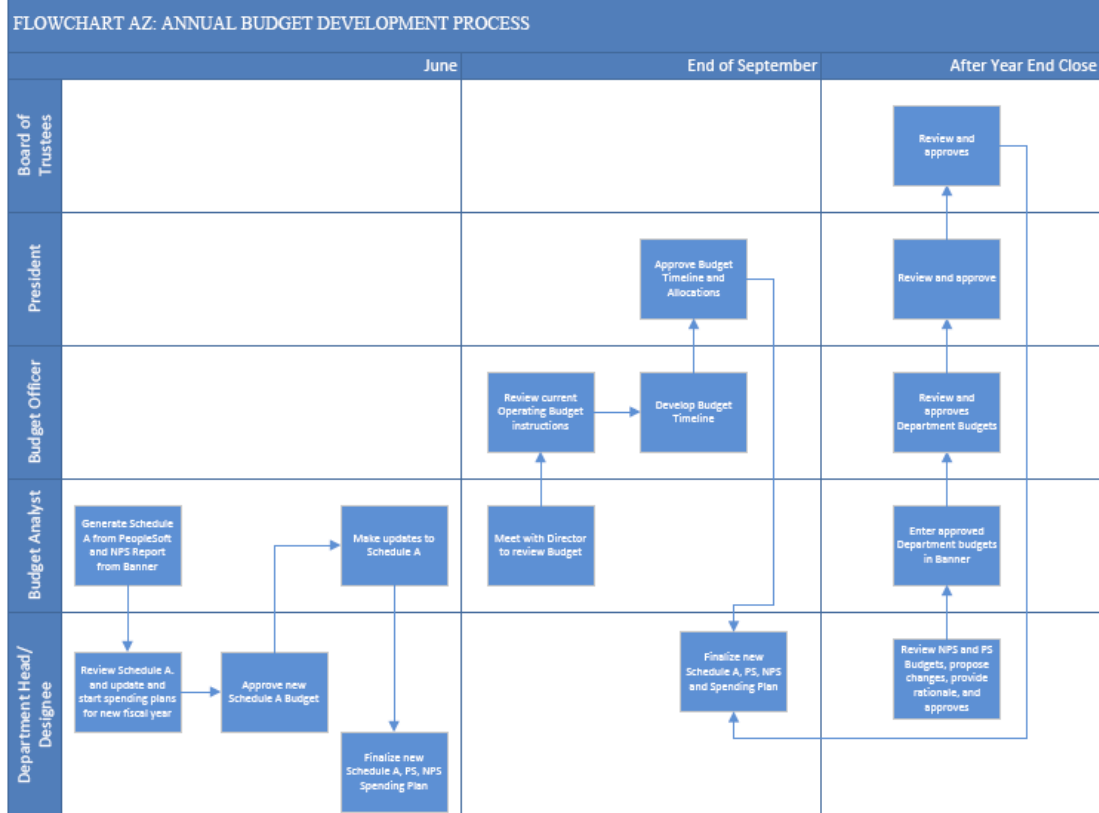 FLOWCHART AZ: ANNUAL BUDGET DEVELOPMENT PROCESS
June
End of September
After Year End Close
Board of
Trustees
Review and
approves
President
Approve Budget
Timeline and
Allocations
Review and approve
Budget Officer
Review current
Operating Budget
instructions
Develop Budget
Timeline
Review and
approves
Department Budgets
Budget Analyst
Generate Schedule
A from PeopleSoft
and NPS Report
from Banner
Make updates to
Schedule A
Meet with Director
to review Budget
Enter approved
Department budgets
in Banner
Department Head/
Designee
Review Schedule A.
and update and
start spending plans
for new fiscal year
Approve new
Schedule A Budget
Finalize new
Schedule A, PS, NPS
Spending Plan
Finalize new
Schedule A, PS, NPS
and Spending Plan
Review NPS and PS
Budgets, propose
changes, provide
rationale, and
approves